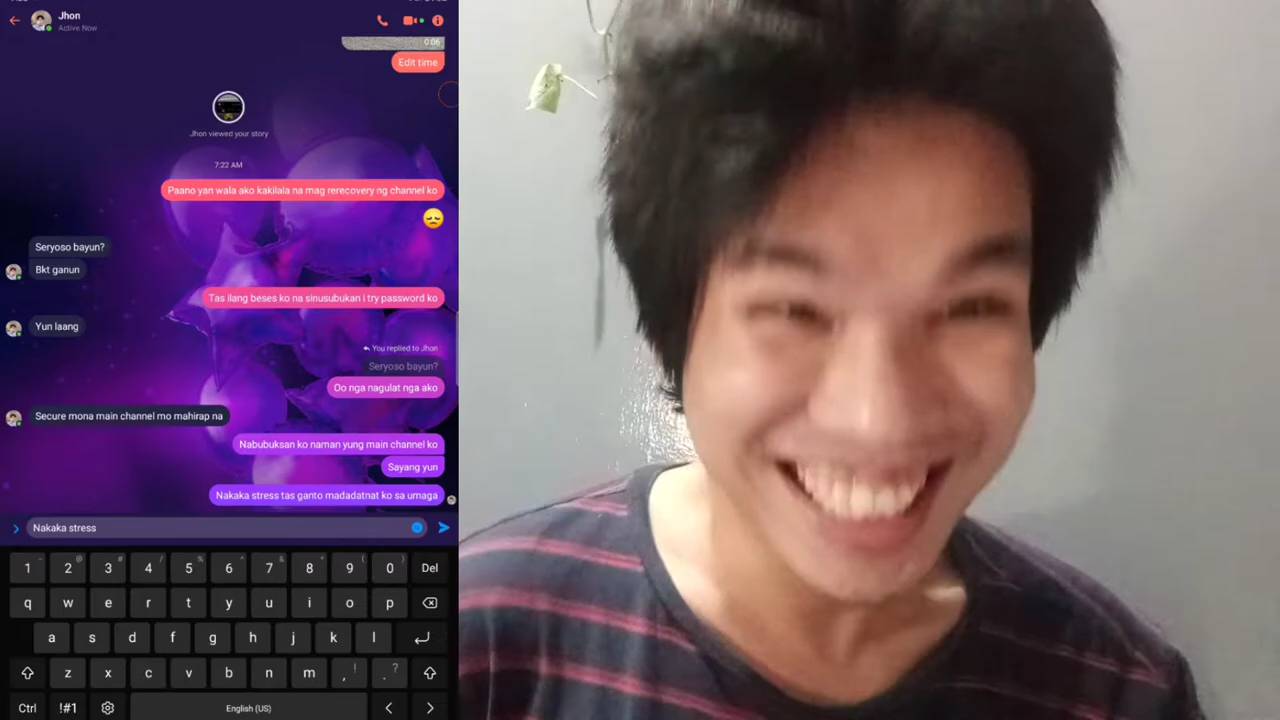 Jhon
Active Now
0:06
Edit time
Jhon viewed your story
7:22 AM
Paano yan wala ako kakilala na mag rerecovery ng channel ko
Seryoso bayun?
Bkt ganun
Tas ilang beses ko na sinusubukan i try password ko
Yun laang
You replied to Jhon
Seryoso bayun?
Oo nga nagulat nga ako
Secure mona main channel mo mahirap na
Nabubuksan ko naman yung main channel ko
Sayang yun
Nakaka stress tas ganto madadatnat ko sa umaga
Nakaka stress
1 2 3 4 5 6 7 8 9 0 Del
q w e r t y u i o p
a s d f g h j k l
z x c v b n m , ! . ?
Ctrl !#1 English (US) < >